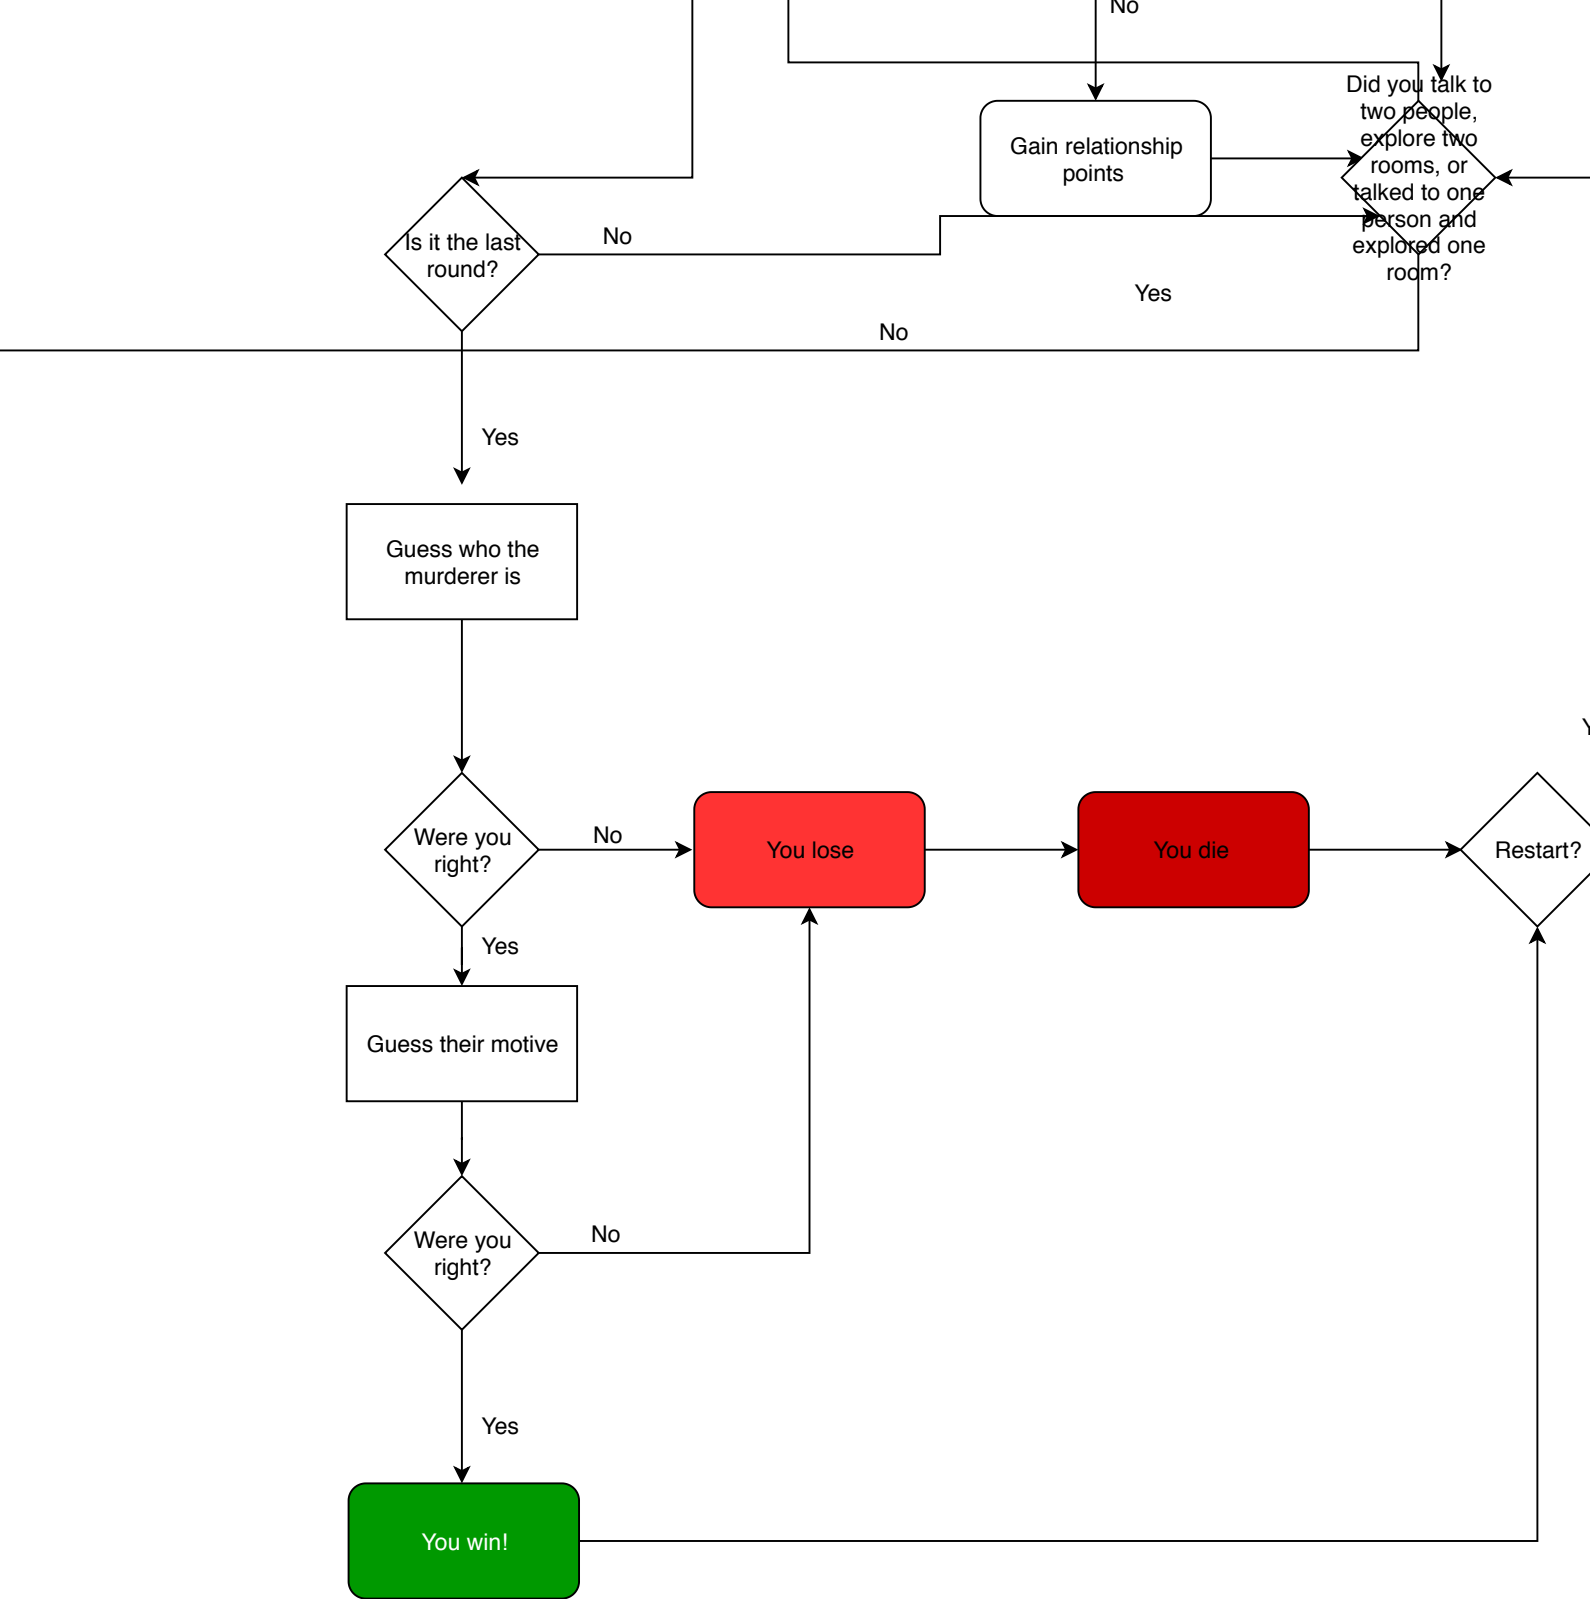 No
Did you talk to
two people,
explore two
rooms, or
talked to one
person and
explored one
room?
Gain relationship
points
Is it the last
round?
No
Yes
No
Yes
Guess who the
murderer is
Were you
right?
No
You lose
You die
Restart?
Yes
Guess their motive
Were you
right?
No
Yes
You win!